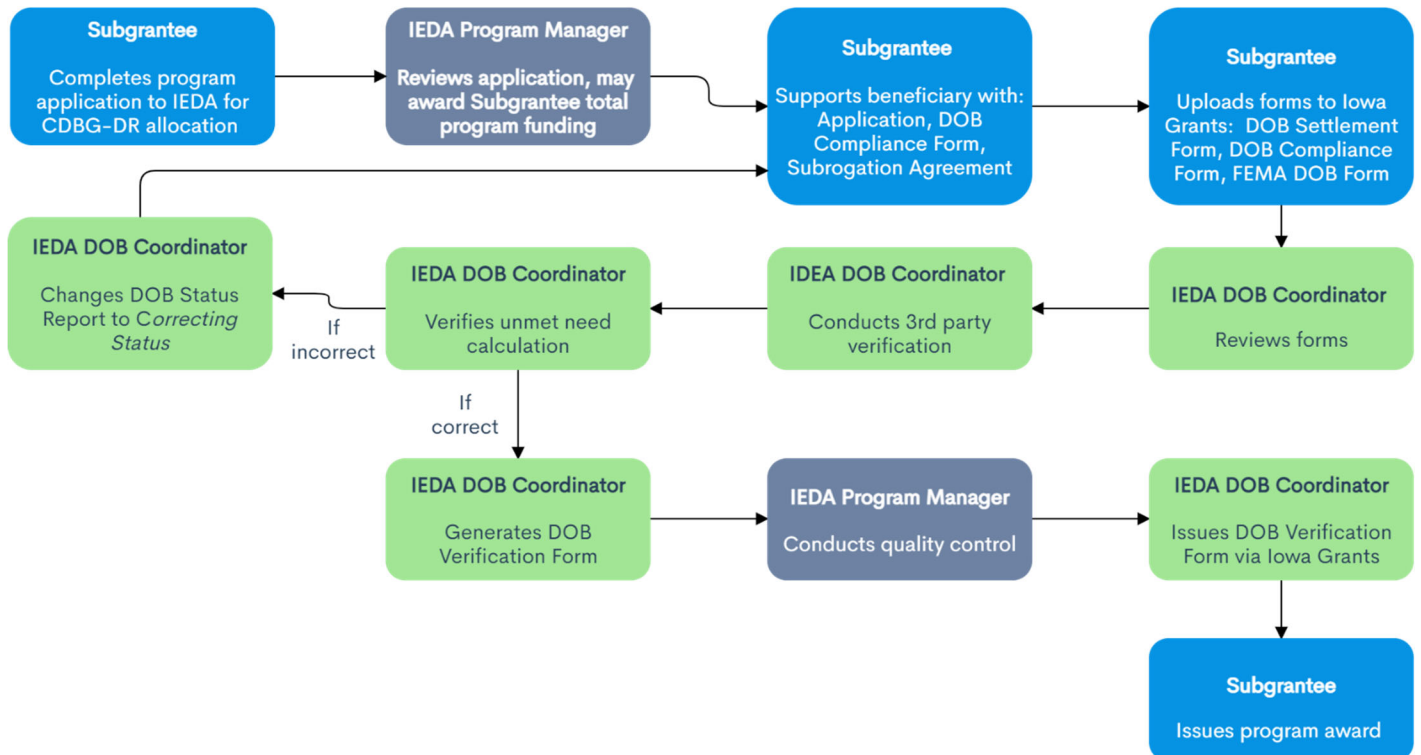 Subgrantee
Completes program
application to IEDA for
CDBG-DR allocation
IEDA Program Manager
Reviews application, may
award Subgrantee total
program funding
Subgrantee
Supports beneficiary with:
Application, DOB
Compliance Form,
Subrogation Agreement
Subgrantee
Uploads forms to Iowa
Grants: DOB Settlement
Form, DOB Compliance
Form, FEMA DOB Form
IEDA DOB Coordinator
Reviews forms
IDEA DOB Coordinator
Conducts 3rd party
verification
IEDA DOB Coordinator
Verifies unmet need
calculation
If
incorrect
IEDA DOB Coordinator
Changes DOB Status
Report to Correcting
Status
If
correct
IEDA DOB Coordinator
Generates DOB
Verification Form
IEDA Program Manager
Conducts quality control
IEDA DOB Coordinator
Issues DOB Verification
Form via Iowa Grants
Subgrantee
Issues program award